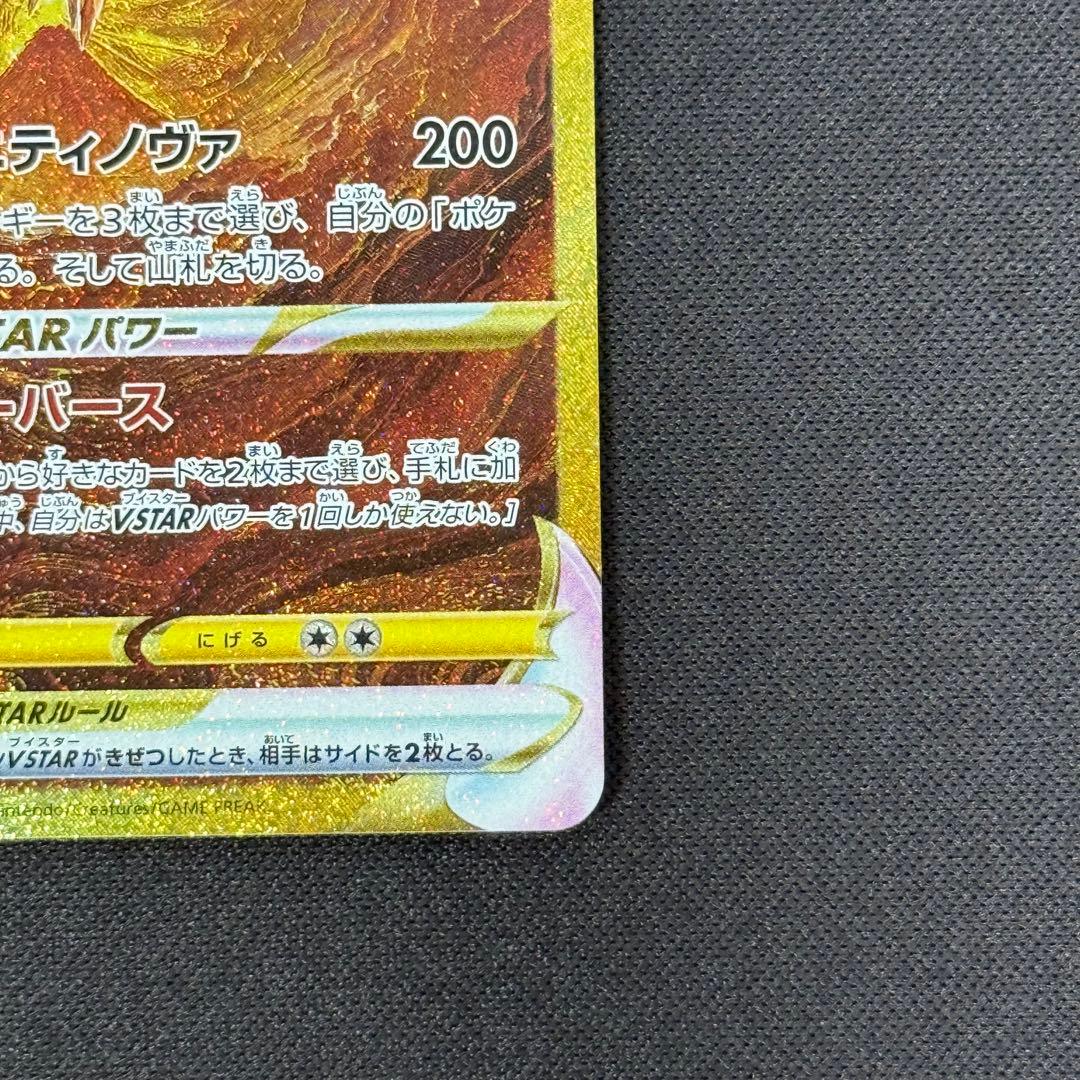 ティノヴァ 200
ギーを3枚まで選び、自分の「ポケ
る。そして山札を切る。
STAR パワー
ーバース
から好きなカードを2枚まで選び、手札に加
中、自分はVSTARパワーを1回しか使えない。]
にげる
STARルール
VSTARがきぜつしたとき、相手はサイドを2枚とる。
intendo/Creatures/GAME FREAK